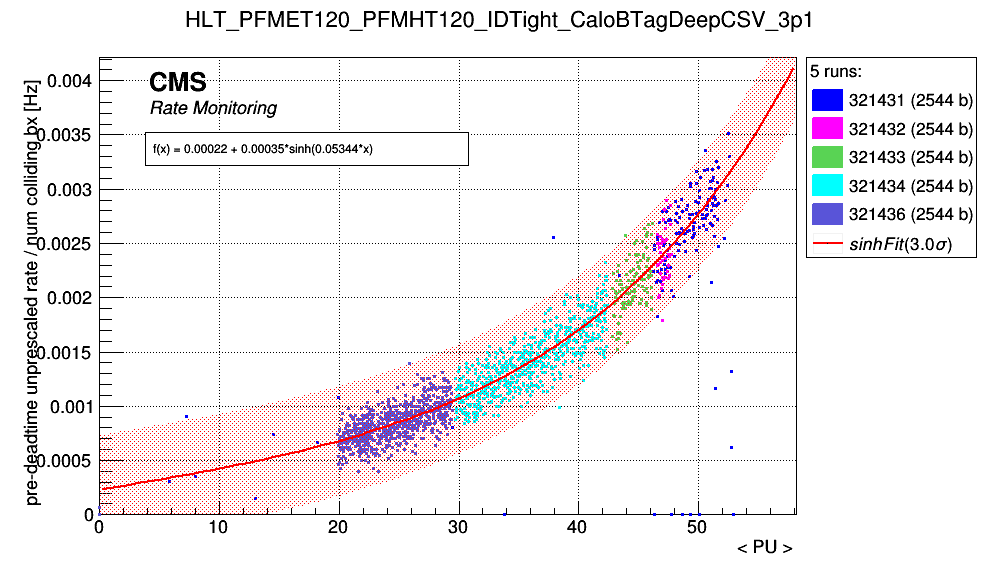 HLT_PFMET120_PFMHT120_IDTight_CaloBTagDeepCSV_3p1
pre-deadtime unprescaled rate / num colliding bx [Hz]
0.004
0.0035
0.003
0.0025
0.002
0.0015
0.001
0.0005
0
CMS
Rate Monitoring
f(x) = 0.00022 + 0.00035*sinh(0.05344*x)
0 10 20 30 40 50
< PU >
5 runs:
321431 (2544 b)
321432 (2544 b)
321433 (2544 b)
321434 (2544 b)
321436 (2544 b)
sinhFit(3.0σ)